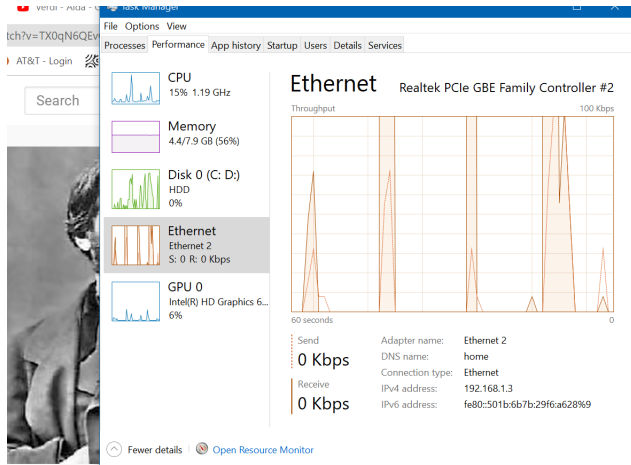 Verdi - Aida - 
Task Manager
tch?v=TX0qN6QEv
AT&T - Login
Search
File Options View
Processes Performance App history Startup Users Details Services
CPU
15% 1.19 GHz
Memory
4.4/7.9 GB (56%)
Disk 0 (C: D:)
HDD
0%
Ethernet
Ethernet 2
S: 0 R: 0 Kbps
GPU 0
Intel(R) HD Graphics 6...
6%
Ethernet Realtek PCIe GBE Family Controller #2
Throughput 100 Kbps
60 seconds 0
Send
0 Kbps
Receive
0 Kbps
Adapter name: Ethernet 2
DNS name: home
Connection type: Ethernet
IPv4 address: 192.168.1.3
IPv6 address: fe80::501b:6b7b:29f6:a628%9
Fewer details Open Resource Monitor